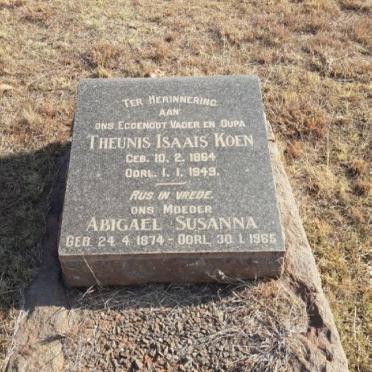 TER HERINNERING
AAN
ONS EGGENOOT VADER EN OUPA
THEUNIS ISAAIS KOEN
GEB. 10. 2. 1864
OORL. 1. 1. 1949.
RUS IN VREDE.
ONS MOEDER
ABIGAEL SUSANNA
GEB 24 4 1874 - OORL 30 1 1965